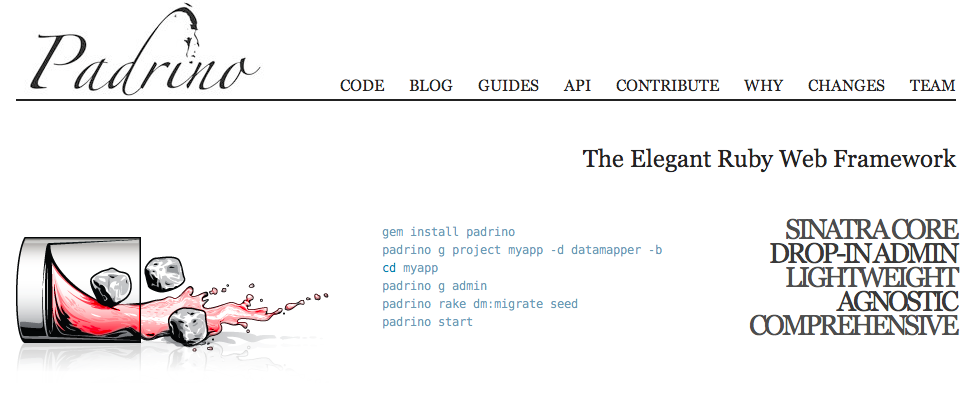 Padrino
CODE BLOG GUIDES API CONTRIBUTE WHY CHANGES TEAM
The Elegant Ruby Web Framework
gem install padrino
padrino g project myapp -d datamapper -b
cd myapp
padrino g admin
padrino rake dm:migrate seed
padrino start
SINATRA CORE
DROP-IN ADMIN
LIGHTWEIGHT
AGNOSTIC
COMPREHENSIVE